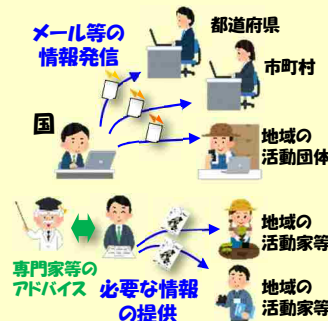 メール等の
情報発信
都道府県
市町村
国
地域の
活動団体
地域の
活動家等
専門家等の
アドバイス
必要な情報
の提供
地域の
活動家等